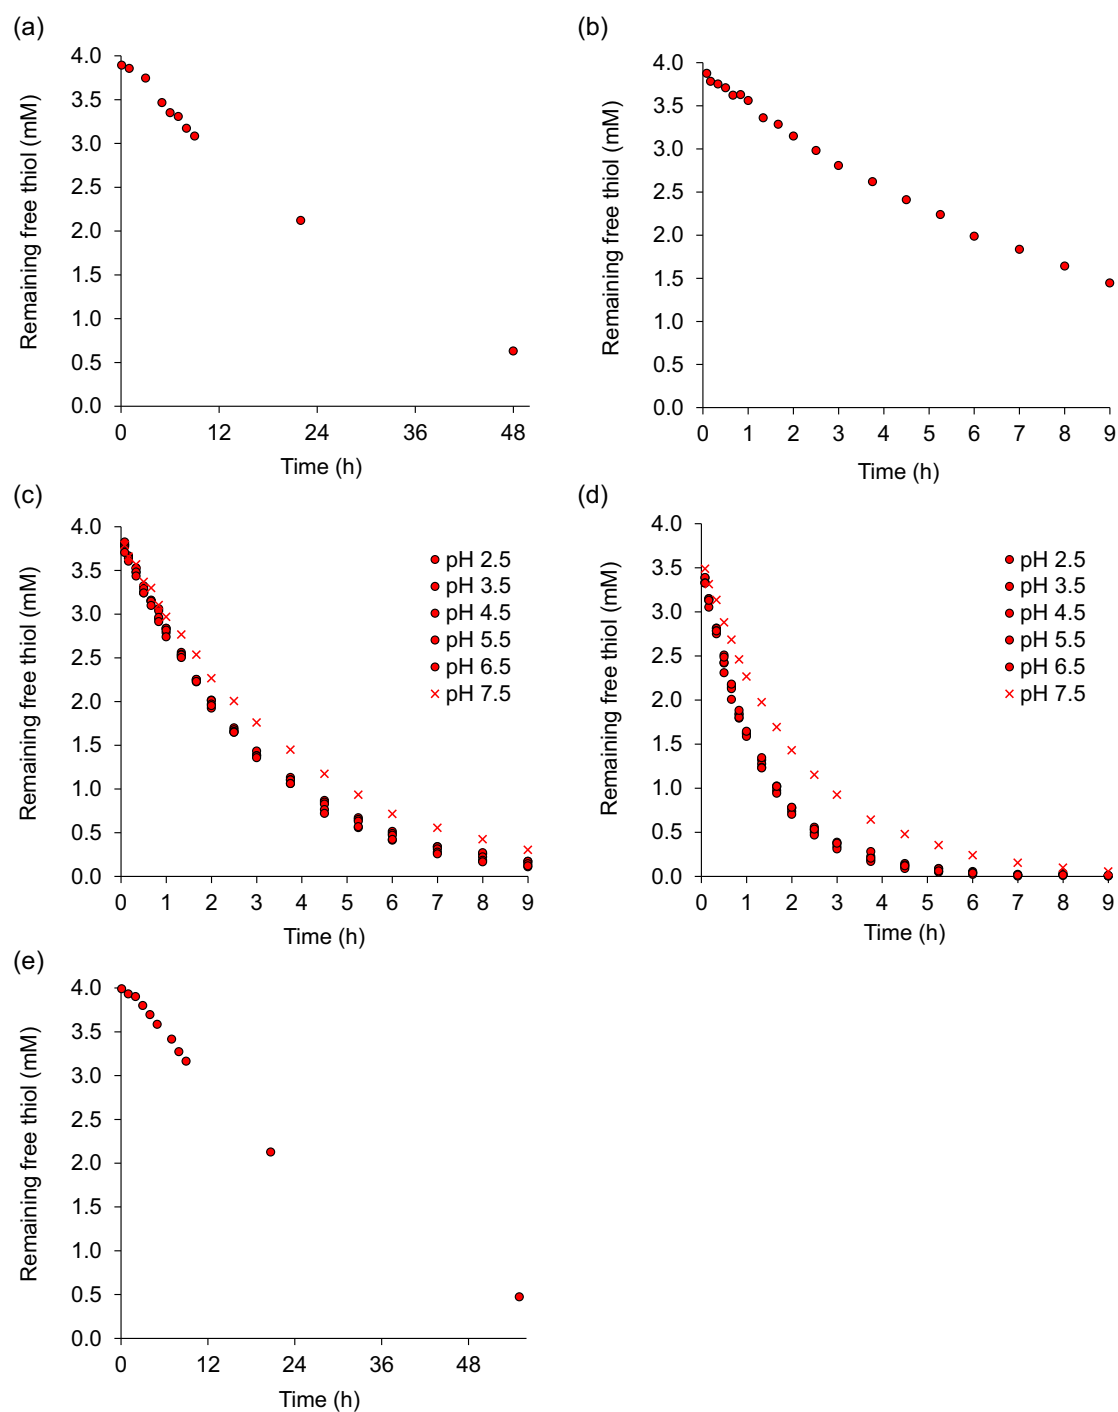 (a)
Remaining free thiol (mM)
4.0
3.5
3.0
2.5
2.0
1.5
1.0
0.5
0.0
0 12 24 36 48
Time (h)
(b)
Remaining free thiol (mM)
4.0
3.5
3.0
2.5
2.0
1.5
1.0
0.5
0.0
0 1 2 3 4 5 6 7 8 9
Time (h)
(c)
Remaining free thiol (mM)
4.0
3.5
3.0
2.5
2.0
1.5
1.0
0.5
0.0
pH 2.5
pH 3.5
pH 4.5
pH 5.5
pH 6.5
pH 7.5
0 1 2 3 4 5 6 7 8 9
Time (h)
(d)
Remaining free thiol (mM)
4.0
3.5
3.0
2.5
2.0
1.5
1.0
0.5
0.0
pH 2.5
pH 3.5
pH 4.5
pH 5.5
pH 6.5
pH 7.5
0 1 2 3 4 5 6 7 8 9
Time (h)
(e)
Remaining free thiol (mM)
4.0
3.5
3.0
2.5
2.0
1.5
1.0
0.5
0.0
0 12 24 36 48
Time (h)